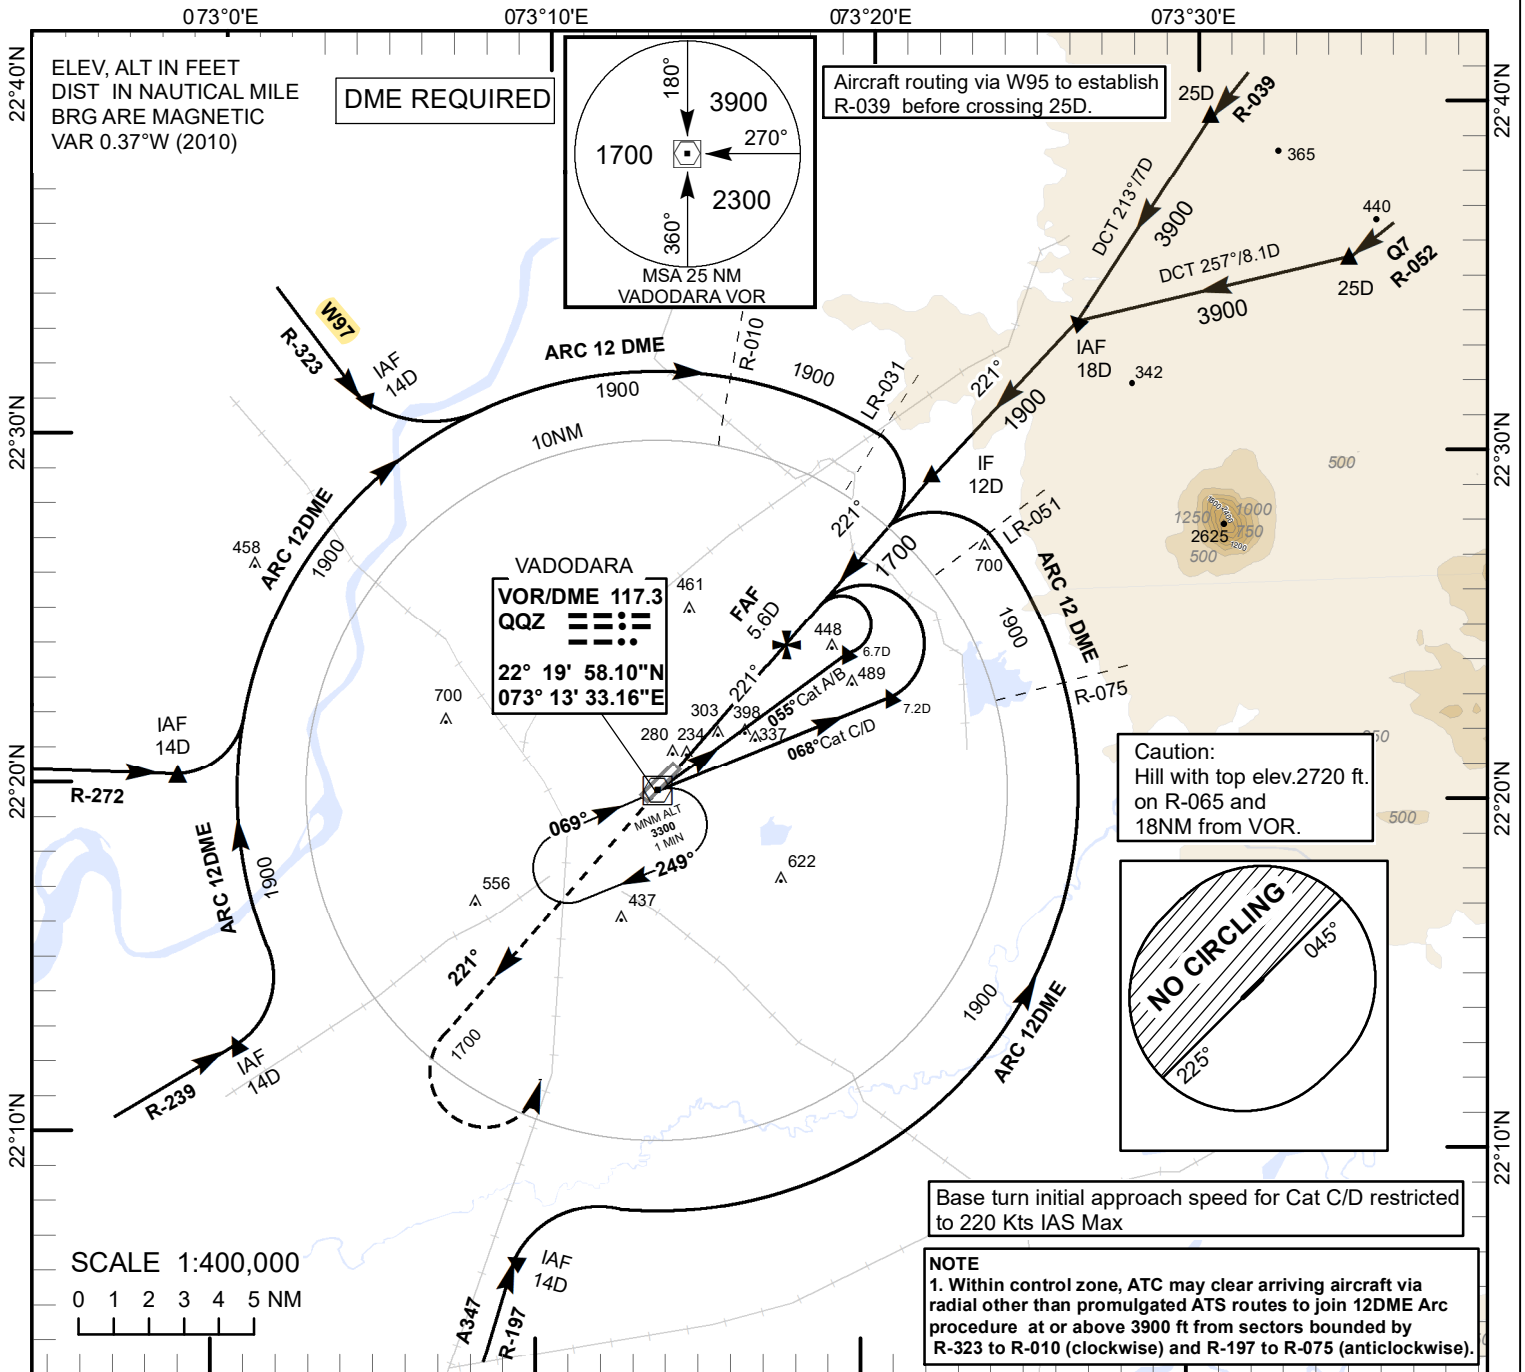 073°0'E
073°10'E
073°20'E
073°30'E
22°40'N
22°40'N
ELEV, ALT IN FEET
DIST IN NAUTICAL MILE
BRG ARE MAGNETIC
VAR 0.37°W (2010)
DME REQUIRED
180°
3900
270°
1700
2300
360°
MSA 25 NM
VADODARA VOR
Aircraft routing via W95 to establish
R-039 before crossing 25D.
25D
R-039
365
440
DCT 213°/7D
3900
Q7
R-052
DCT 257°/8.1D
25D
3900
W97
R-323
IAF
14D
ARC 12 DME
1900
R-010
1900
LR-031
221°
IAF
18D
342
1900
22°30'N
22°30'N
10NM
IF
12D
500
ARC 12DME
1900
458
221°
1700
LR-051
700
1250
1000
750
2625
500
1800
2400
1200
VADODARA
VOR/DME 117.3
QQZ
22° 19' 58.10"N
073° 13' 33.16"E
461
FAF
5.6D
448
6.7D
489
ARC 12 DME
1900
R-075
221°
055° Cat A/B
7.2D
068° Cat C/D
700
303
398
280
234
337
IAF
14D
R-272
22°20'N
22°20'N
Caution:
Hill with top elev.2720 ft.
on R-065 and
18NM from VOR.
500
069°
MNM ALT
3300
1 MIN
249°
ARC 12DME
1900
556
437
622
NO CIRCLING
045°
225°
221°
1700
1900
ARC 12DME
IAF
14D
R-239
22°10'N
22°10'N
Base turn initial approach speed for Cat C/D restricted
to 220 Kts IAS Max
SCALE 1:400,000
0 1 2 3 4 5 NM
IAF
14D
A347
R-197
NOTE
1. Within control zone, ATC may clear arriving aircraft via
radial other than promulgated ATS routes to join 12DME Arc
procedure at or above 3900 ft from sectors bounded by
R-323 to R-010 (clockwise) and R-197 to R-075 (anticlockwise).